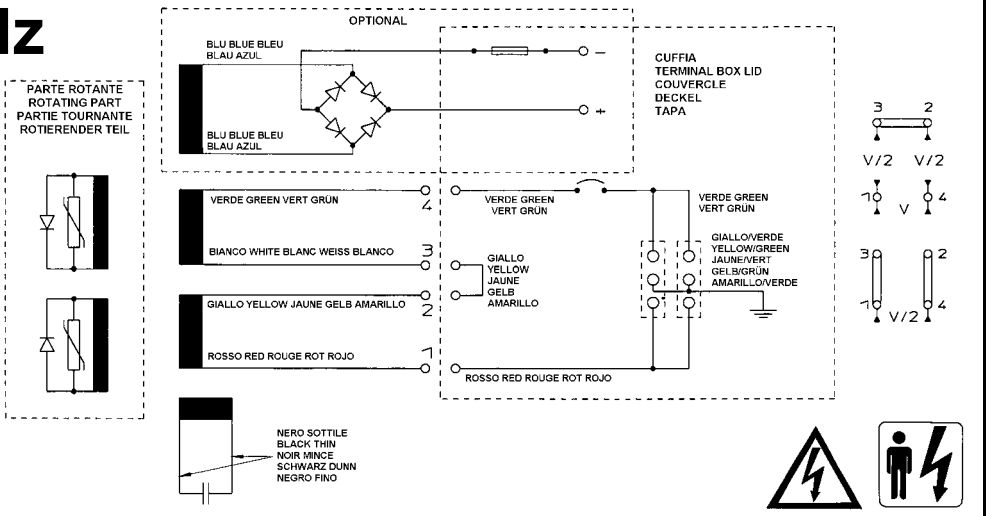 lz
OPTIONAL
BLU BLUE BLEU
BLAU AZUL
BLU BLUE BLEU
BLAU AZUL
−
+
CUFFIA
TERMINAL BOX LID
COUVERCLE
DECKEL
TAPA
PARTE ROTANTE
ROTATING PART
PARTIE TOURNANTE
ROTIERENDER TEIL
VERDE GREEN VERT GRÜN
4
BIANCO WHITE BLANC WEISS BLANCO
3
GIALLO YELLOW JAUNE GELB AMARILLO
2
ROSSO RED ROUGE ROT ROJO
1
VERDE GREEN
VERT GRÜN
VERDE GREEN
VERT GRÜN
GIALLO
YELLOW
JAUNE
GELB
AMARILLO
GIALLO/VERDE
YELLOW/GREEN
JAUNE/VERT
GELB/GRÜN
AMARILLO/VERDE
ROSSO RED ROUGE ROT ROJO
NERO SOTTILE
BLACK THIN
NOIR MINCE
SCHWARZ DUNN
NEGRO FINO
3 2
V/2 V/2
1 V 4
3 2
1 4
V/2